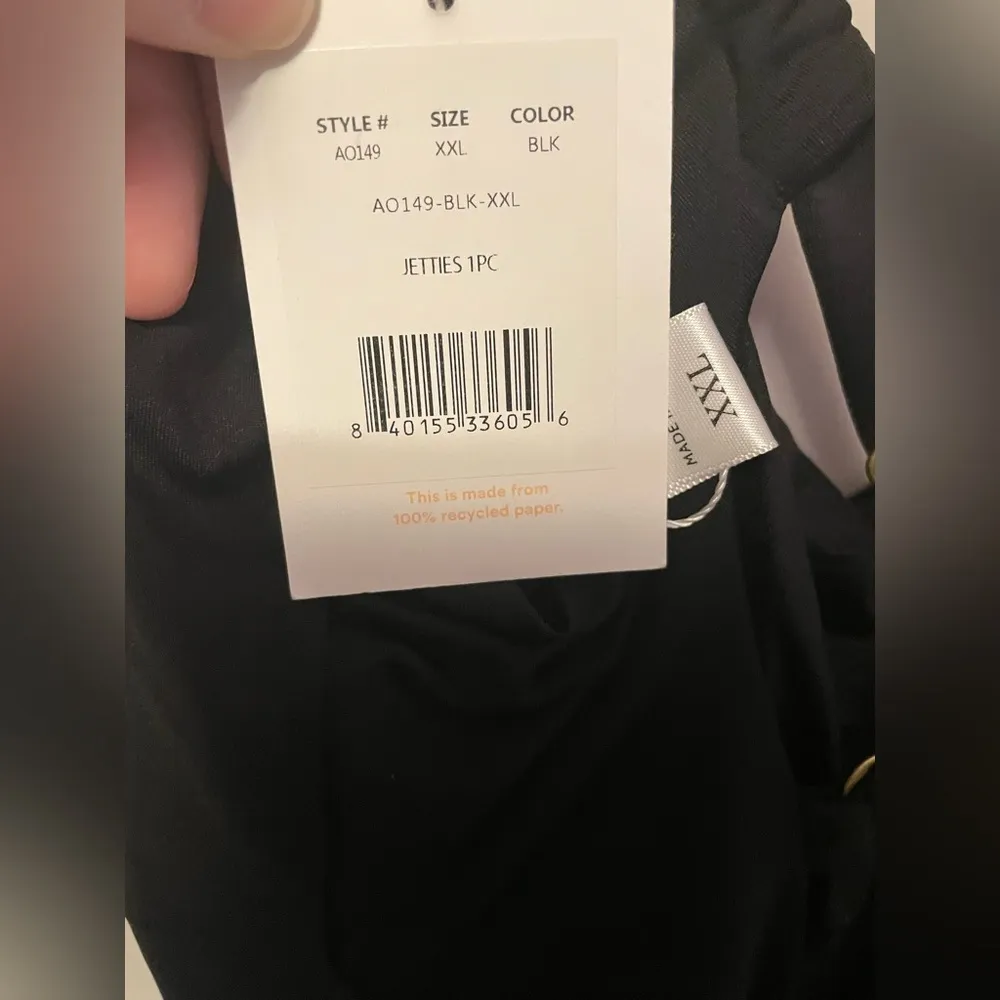 STYLE # SIZE COLOR
AO149 XXL BLK
AO149-BLK-XXL
JETTIES 1PC
8 40155 33605 6
This is made from
100% recycled paper.
XXL
MADE